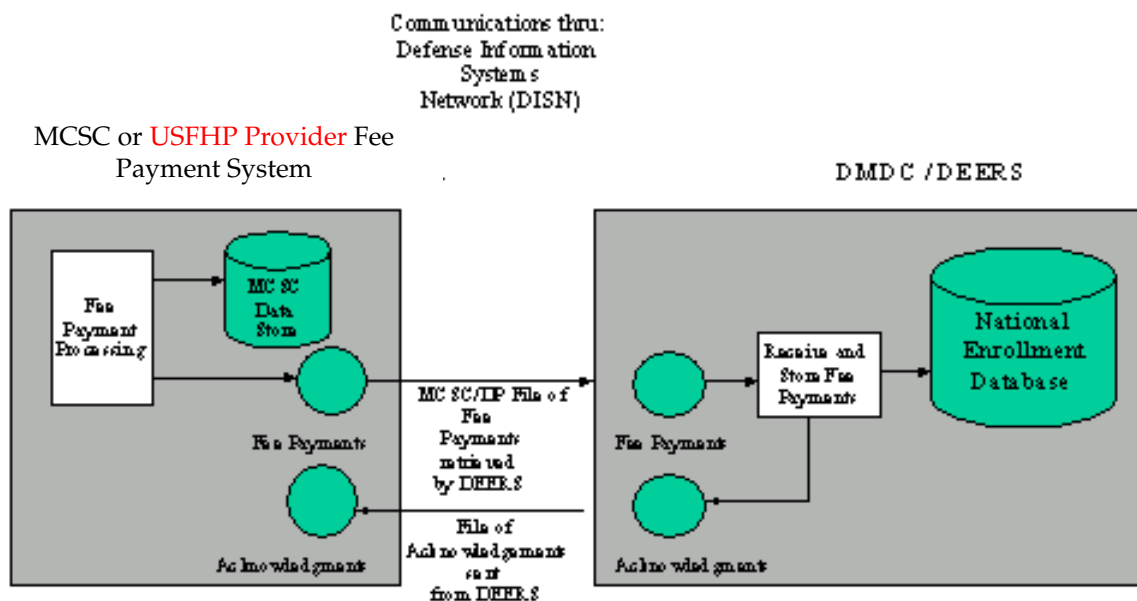 Communications thru:
Defense Information
Systems
Network (DISN)
MCSC or USFHP Provider Fee
Payment System
DMDC /DEERS
Fee
Payment
Processing
MCSC
Data
Store
Fee Payments
Acknowledgments
MCSC/DP File of
Fee
Payments
retrieved
by DEERS
File of
Acknowledgements
sent
from DEERS
Fee Payments
Receive and
Store Fee
Payments
National
Enrollment
Database
Acknowledgments